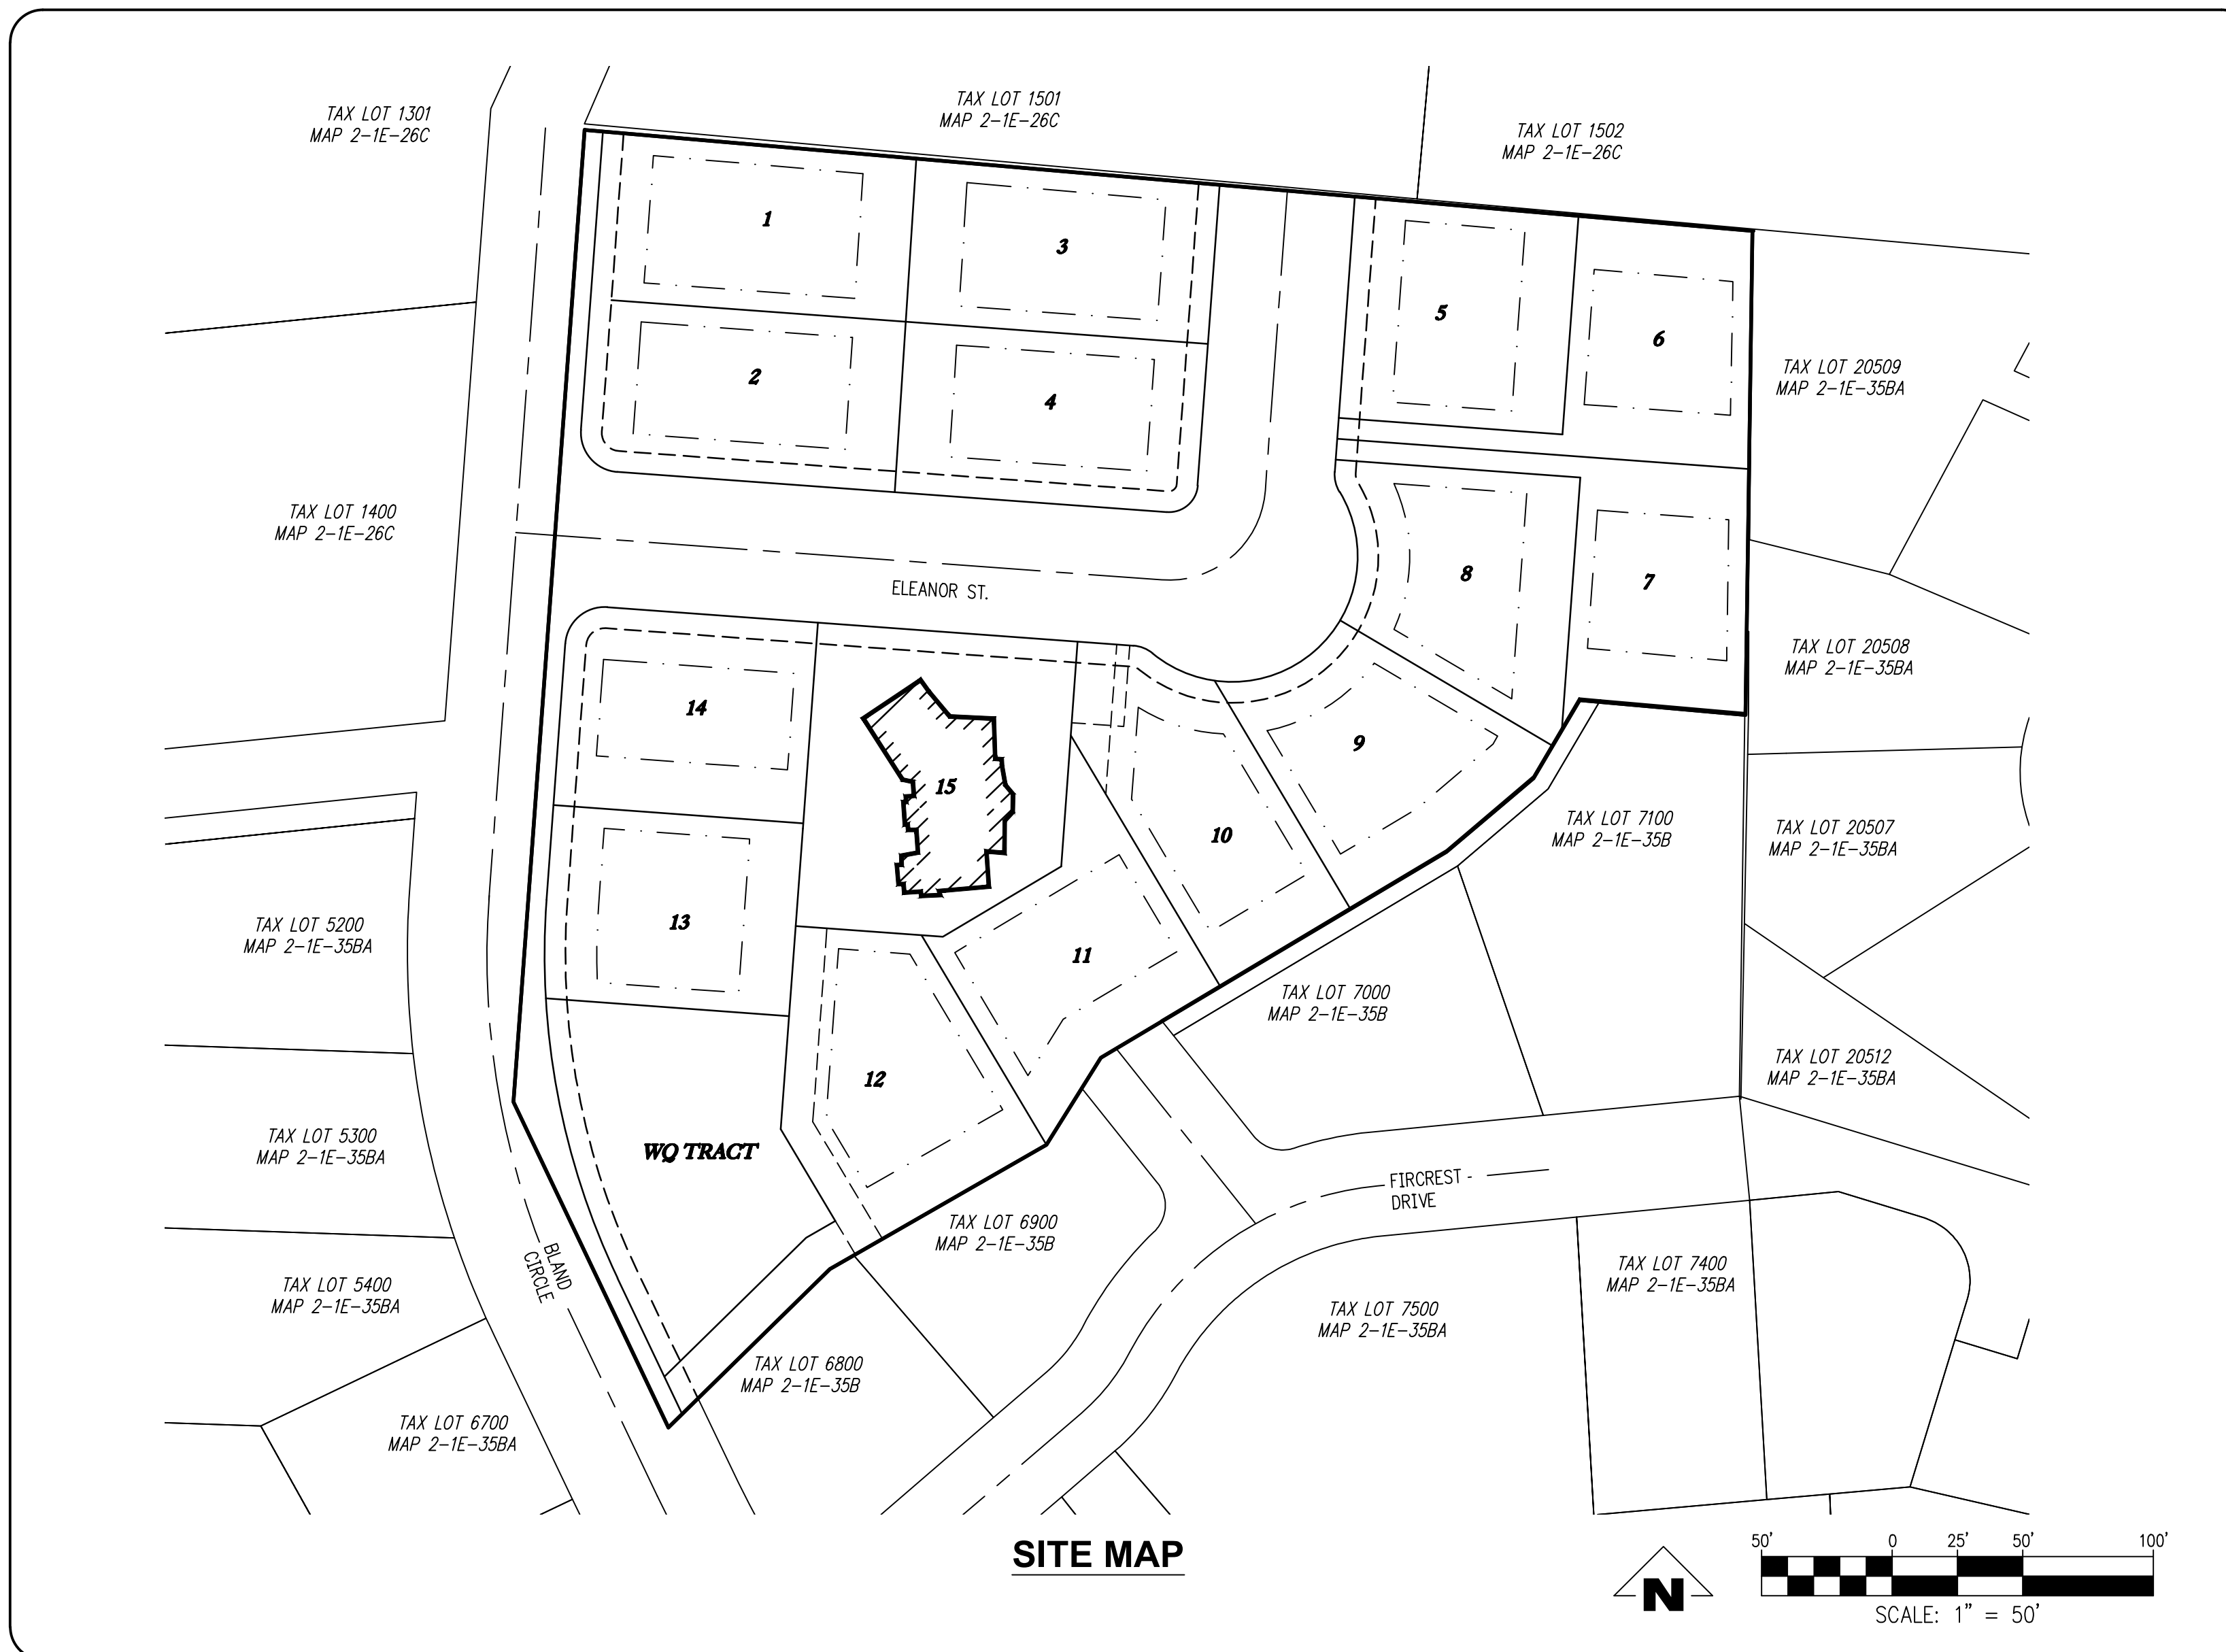 TAX LOT 1301
MAP 2-1E-26C
TAX LOT 1501
MAP 2-1E-26C
TAX LOT 1502
MAP 2-1E-26C
1
3
5
6
2
4
TAX LOT 20509
MAP 2-1E-35BA
TAX LOT 1400
MAP 2-1E-26C
ELEANOR ST.
8
7
TAX LOT 20508
MAP 2-1E-35BA
14
15
9
10
TAX LOT 7100
MAP 2-1E-35B
TAX LOT 20507
MAP 2-1E-35BA
TAX LOT 5200
MAP 2-1E-35BA
13
11
TAX LOT 7000
MAP 2-1E-35B
12
TAX LOT 20512
MAP 2-1E-35BA
TAX LOT 5300
MAP 2-1E-35BA
WQ TRACT
FIRCREST
DRIVE
TAX LOT 6900
MAP 2-1E-35B
BLAND
CIRCLE
TAX LOT 5400
MAP 2-1E-35BA
TAX LOT 7400
MAP 2-1E-35BA
TAX LOT 7500
MAP 2-1E-35BA
TAX LOT 6800
MAP 2-1E-35B
TAX LOT 6700
MAP 2-1E-35BA
SITE MAP
N
50' 0 25' 50' 100'
SCALE: 1" = 50'